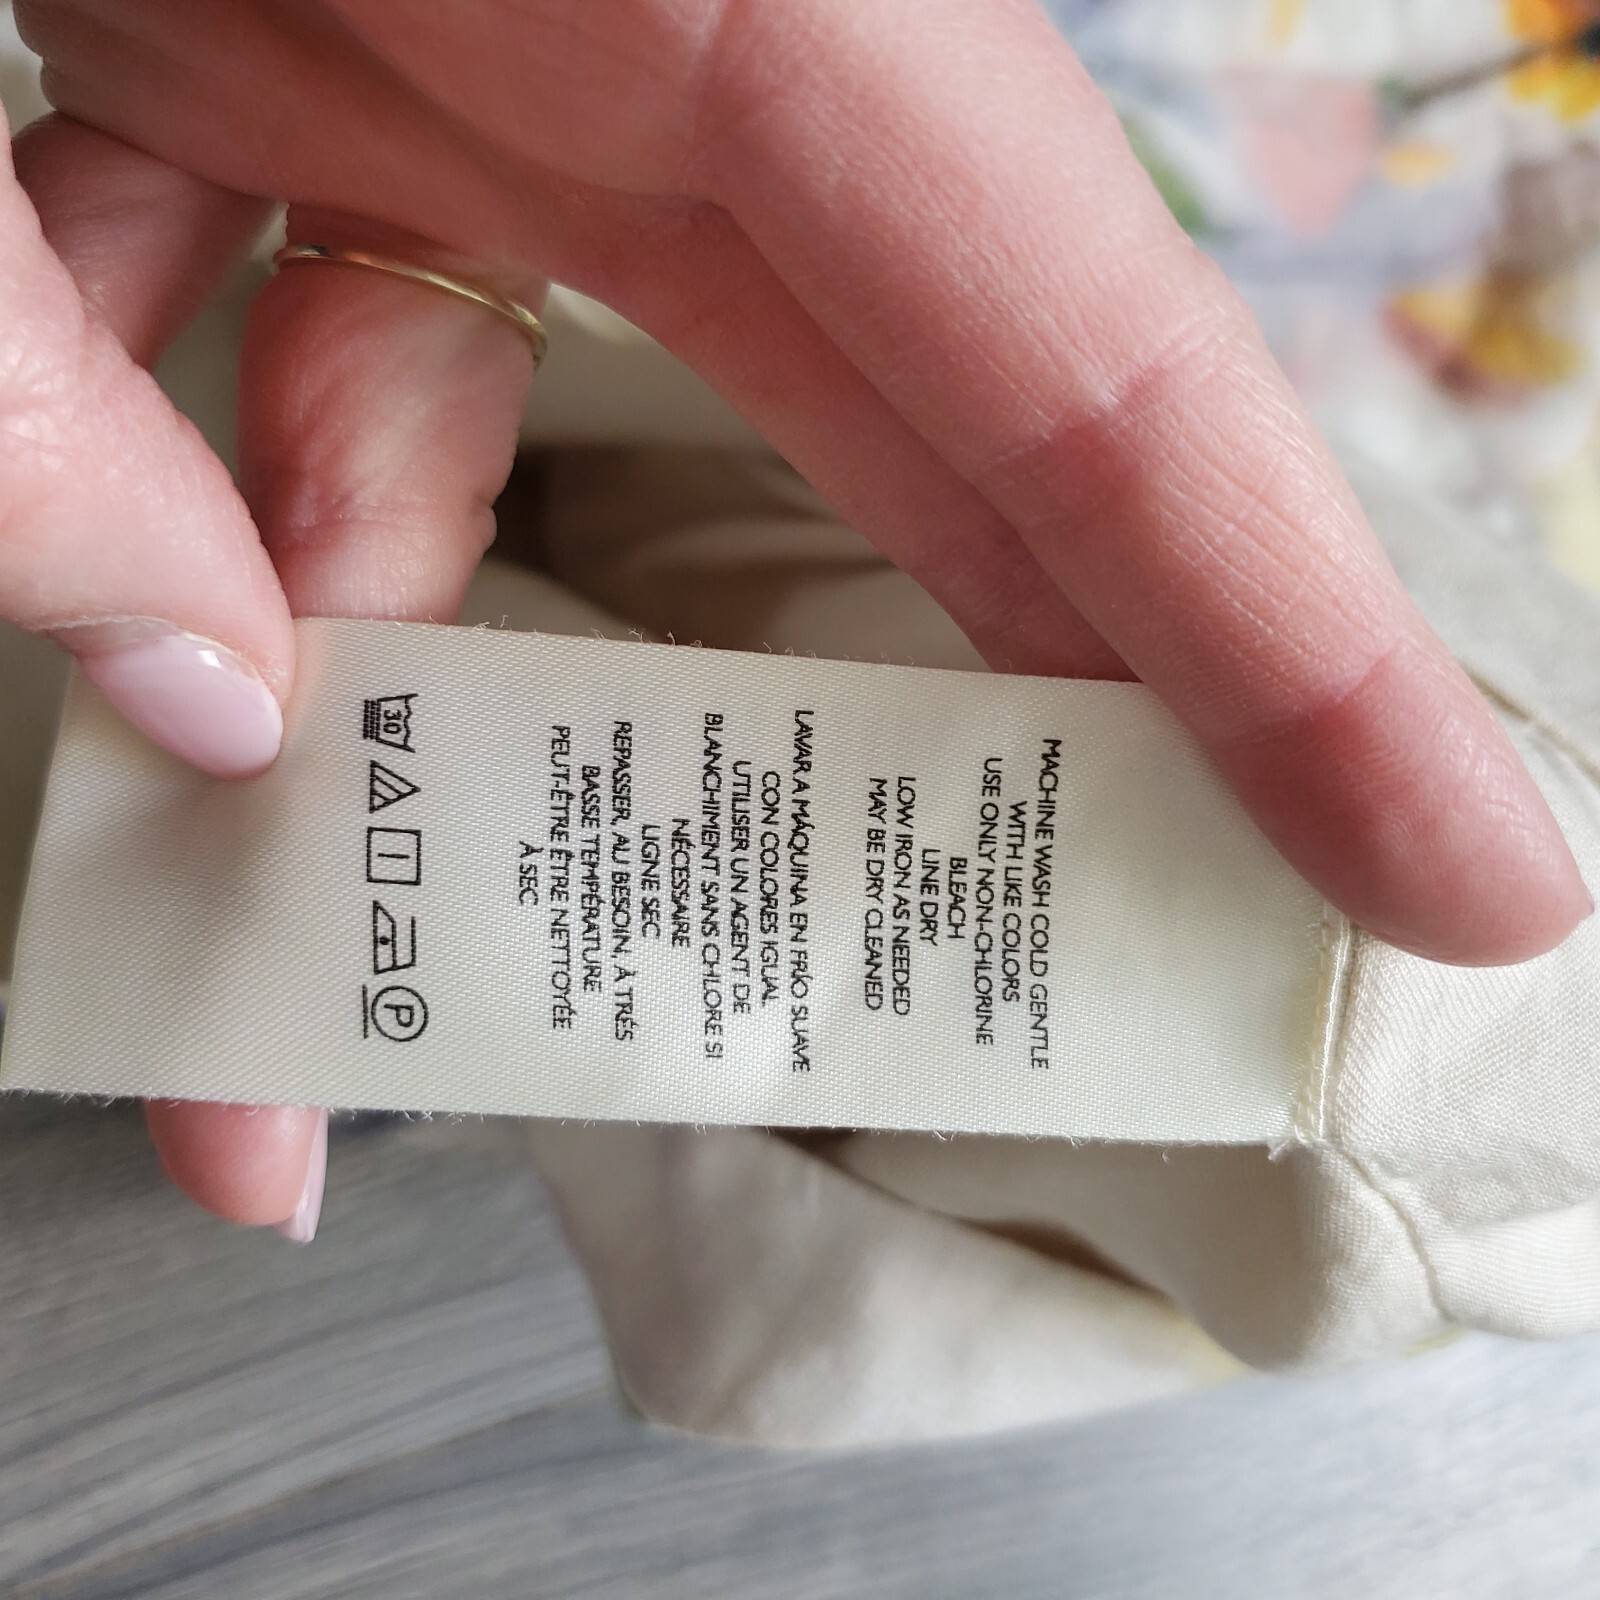 MACHINE WASH COLD GENTLE
WITH LIKE COLORS
USE ONLY NON-CHLORINE
BLEACH
LINE DRY
LOW IRON AS NEEDED
MAY BE DRY CLEANED
LAVAR A MÁQUINA EN FRÍO SUAVE
CON COLORES IGUAL
UTILISER UN AGENT DE
BLANCHIMENT SANS CHLORE SI
NÉCESSAIRE
LIGNE SEC
REPASSER, AU BESOIN, À TRÉS
BASSE TEMPÉRATURE
PEUT-ÊTRE ÊTRE NETTOYÉE
À SEC
30 P